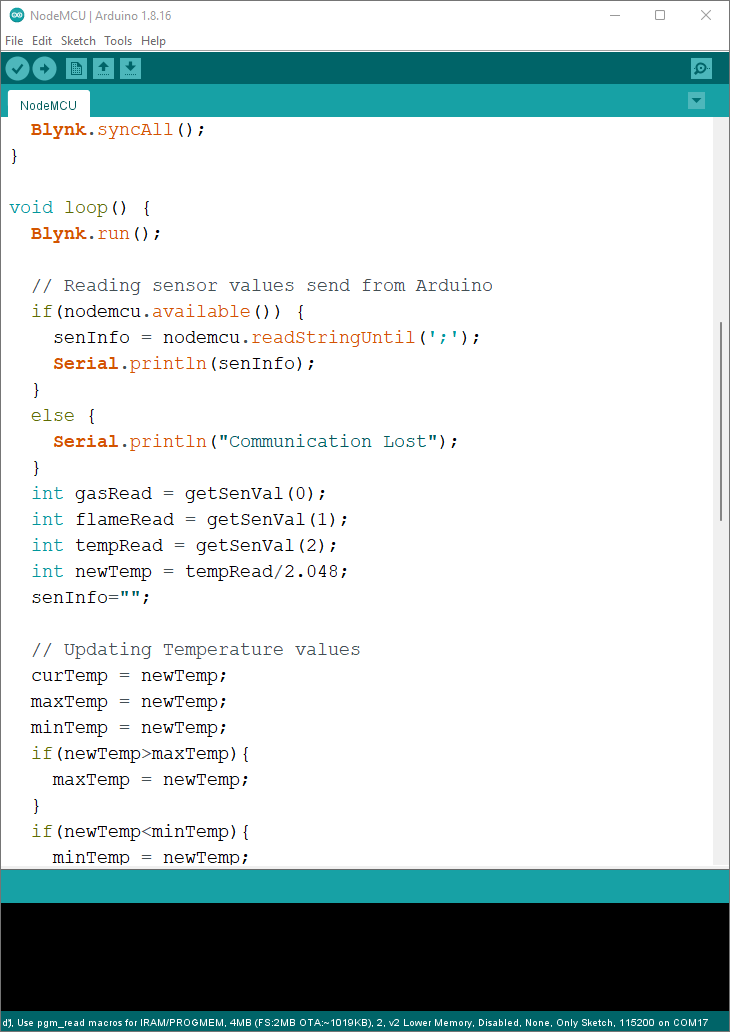 NodeMCU | Arduino 1.8.16
File Edit Sketch Tools Help
NodeMCU
Blynk.syncAll();
}
void loop() {
Blynk.run();
// Reading sensor values send from Arduino
if(nodemcu.available()) {
senInfo = nodemcu.readStringUntil(';');
Serial.println(senInfo);
}
else {
Serial.println("Communication Lost");
}
int gasRead = getSenVal(0);
int flameRead = getSenVal(1);
int tempRead = getSenVal(2);
int newTemp = tempRead/2.048;
senInfo="";
// Updating Temperature values
curTemp = newTemp;
maxTemp = newTemp;
minTemp = newTemp;
if(newTemp>maxTemp){
maxTemp = newTemp;
}
if(newTemp<minTemp){
minTemp = newTemp;
Use pgm_read macros for IRAM/PROGMEM, 4MB (FS:2MB OTA:~1019KB), 2, v2 Lower Memory, Disabled, None, Only Sketch, 115200 on COM17